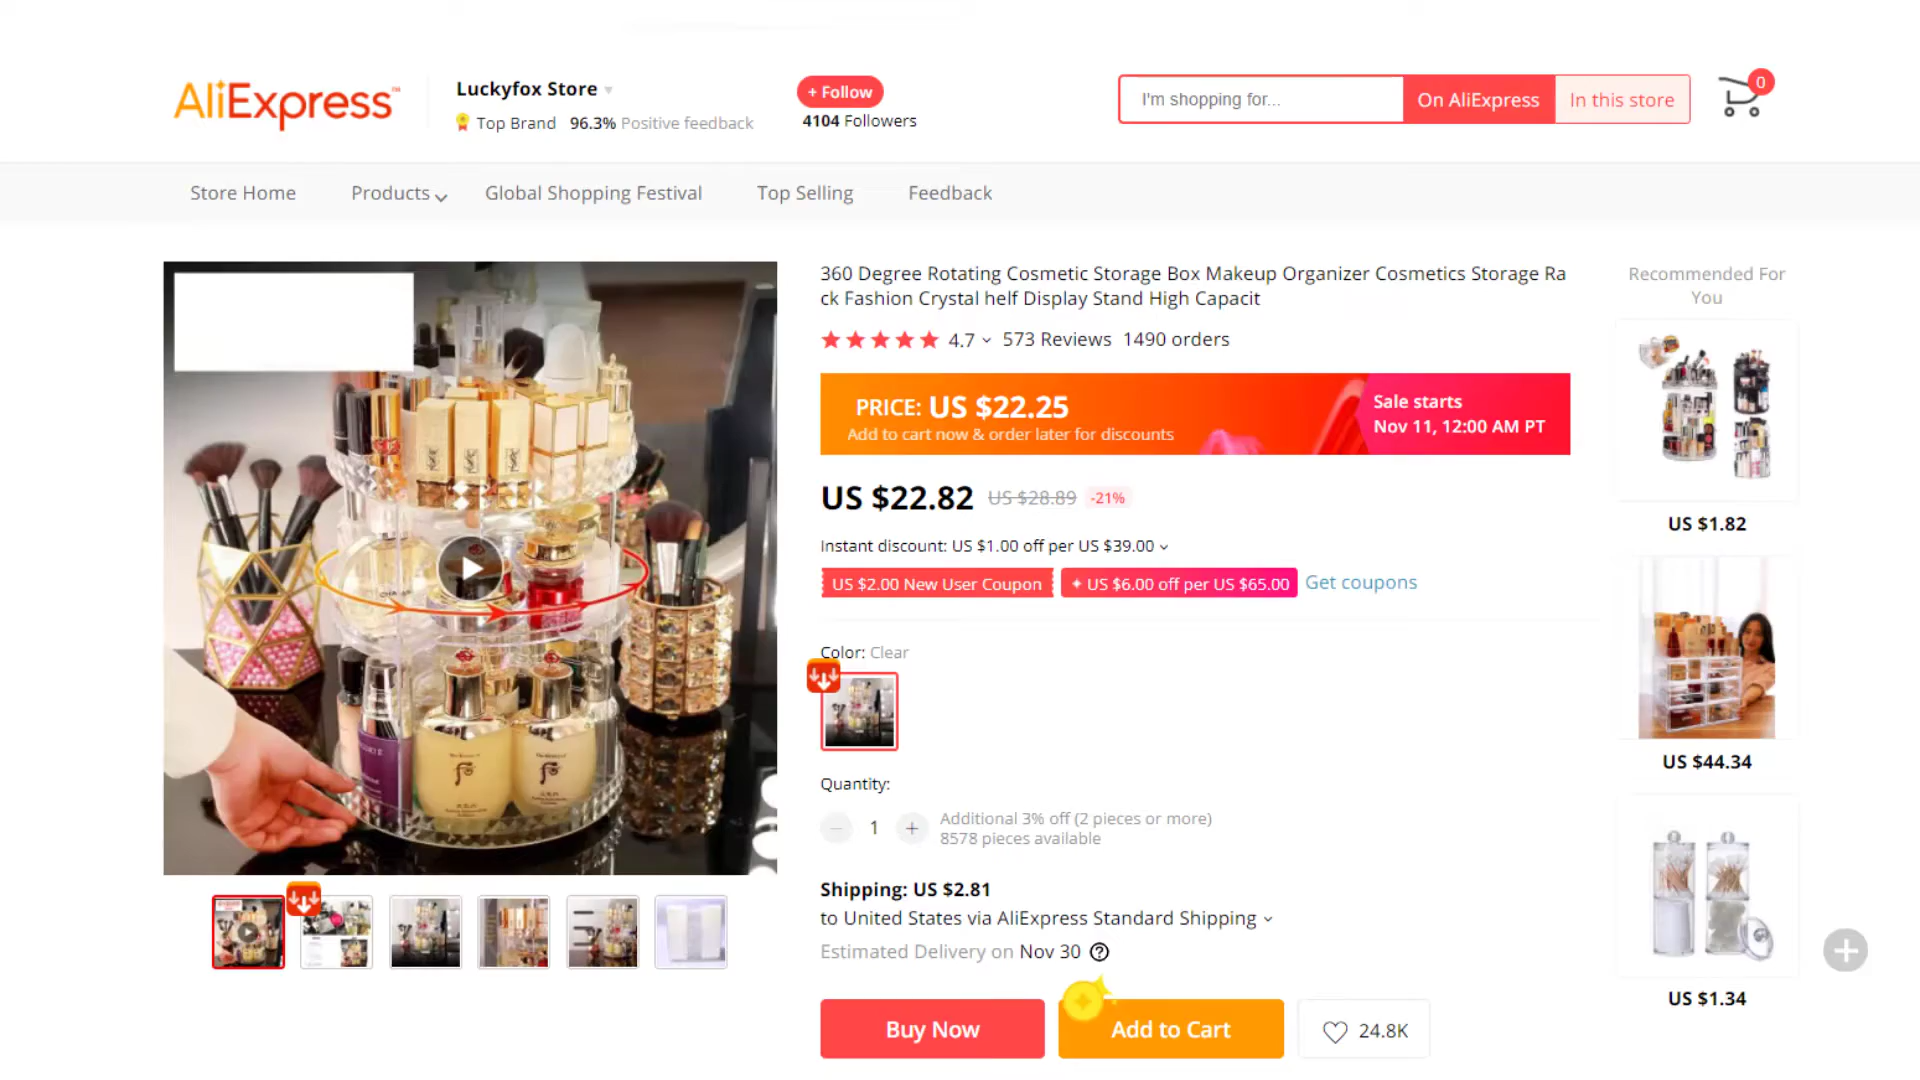 AliExpress™
Luckyfox Store
Top Brand 96.3% Positive feedback
+ Follow
4104 Followers
I'm shopping for...
On AliExpress
In this store
0
Store Home
Products
Global Shopping Festival
Top Selling
Feedback
360 Degree Rotating Cosmetic Storage Box Makeup Organizer Cosmetics Storage Ra
ck Fashion Crystal helf Display Stand High Capacit
4.7 573 Reviews 1490 orders
PRICE: US $22.25
Add to cart now & order later for discounts
Sale starts
Nov 11, 12:00 AM PT
US $22.82 US $28.89 -21%
Instant discount: US $1.00 off per US $39.00
US $2.00 New User Coupon
US $6.00 off per US $65.00
Get coupons
Color: Clear
Quantity:
1
Additional 3% off (2 pieces or more)
8578 pieces available
Shipping: US $2.81
to United States via AliExpress Standard Shipping
Estimated Delivery on Nov 30
Buy Now
Add to Cart
24.8K
Recommended For
You
US $1.82
US $44.34
US $1.34